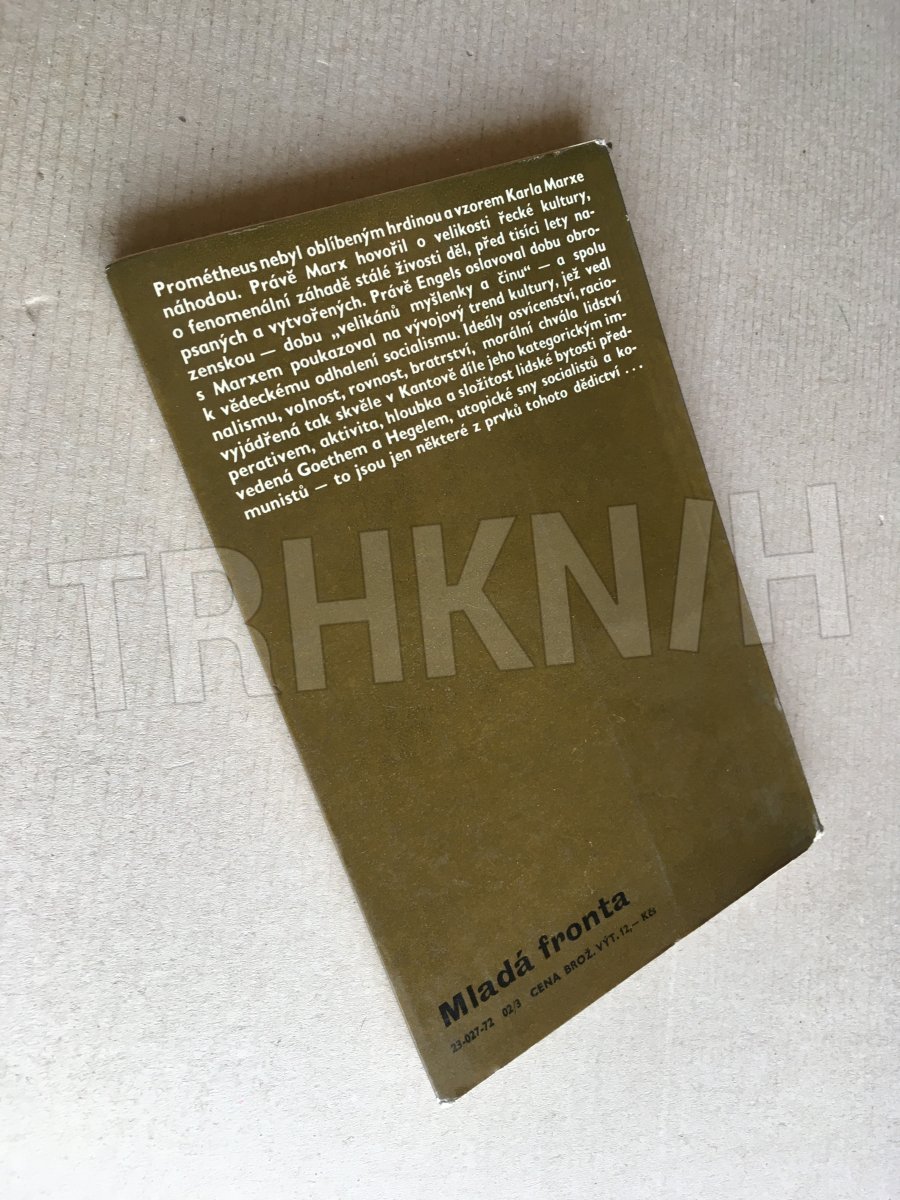 Prométheus nebyl oblíbeným hrdinou a vzorem Karla Marxe
náhodou. Právě Marx hovořil o velikosti řecké kultury,
o fenomenální záhadě stálé živosti děl, před tisíci lety na-
psaných a vytvořených. Právě Engels oslavoval dobu obro-
zenskou — dobu „velikánů myšlenky a činu“ — a spolu
s Marxem poukazoval na vývojový trend kultury, jež vedl
k vědeckému odhalení socialismu. Ideály osvícenství, racio-
nalismu, volnost, rovnost, bratrství, morální chvála lidství
vyjádřená tak skvěle v Kantově díle jeho kategorickým im-
perativem, aktivita, hloubka a složitost lidské bytosti před-
vedená Goethem a Hegelem, utopické sny socialistů a ko-
munistů — to jsou jen některé z prvků tohoto dědictví ...
TRHKNIH
Mladá fronta
23-027-72 02/3 CENA BROŽ. VÝT. 12,— Kčs